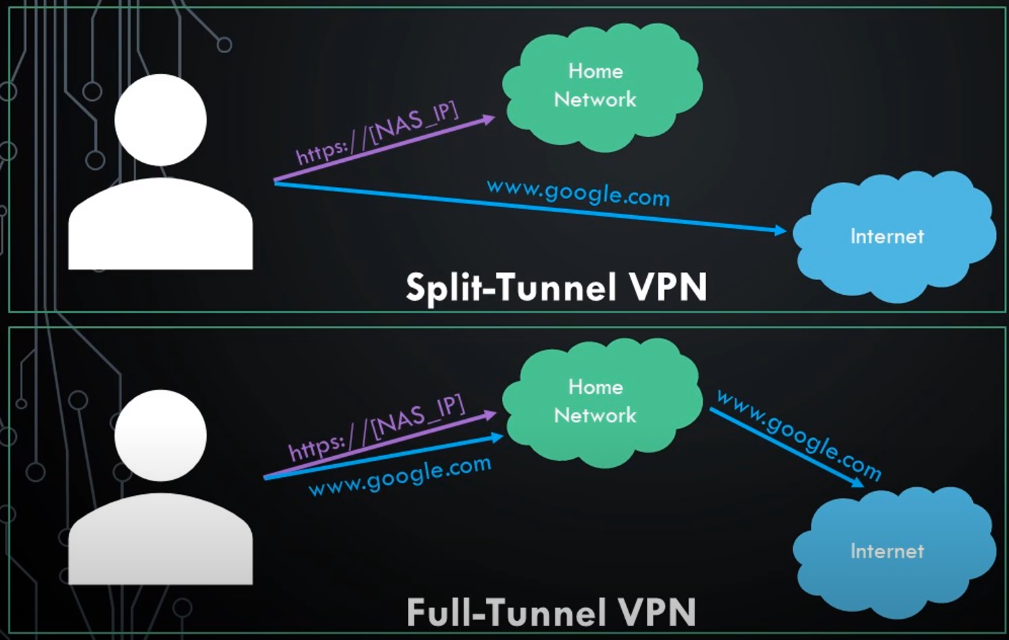 Home
Network
https://[NAS_IP]
www.google.com
Internet
Split-Tunnel VPN
Home
Network
https://[NAS_IP]
www.google.com
www.google.com
Internet
Full-Tunnel VPN